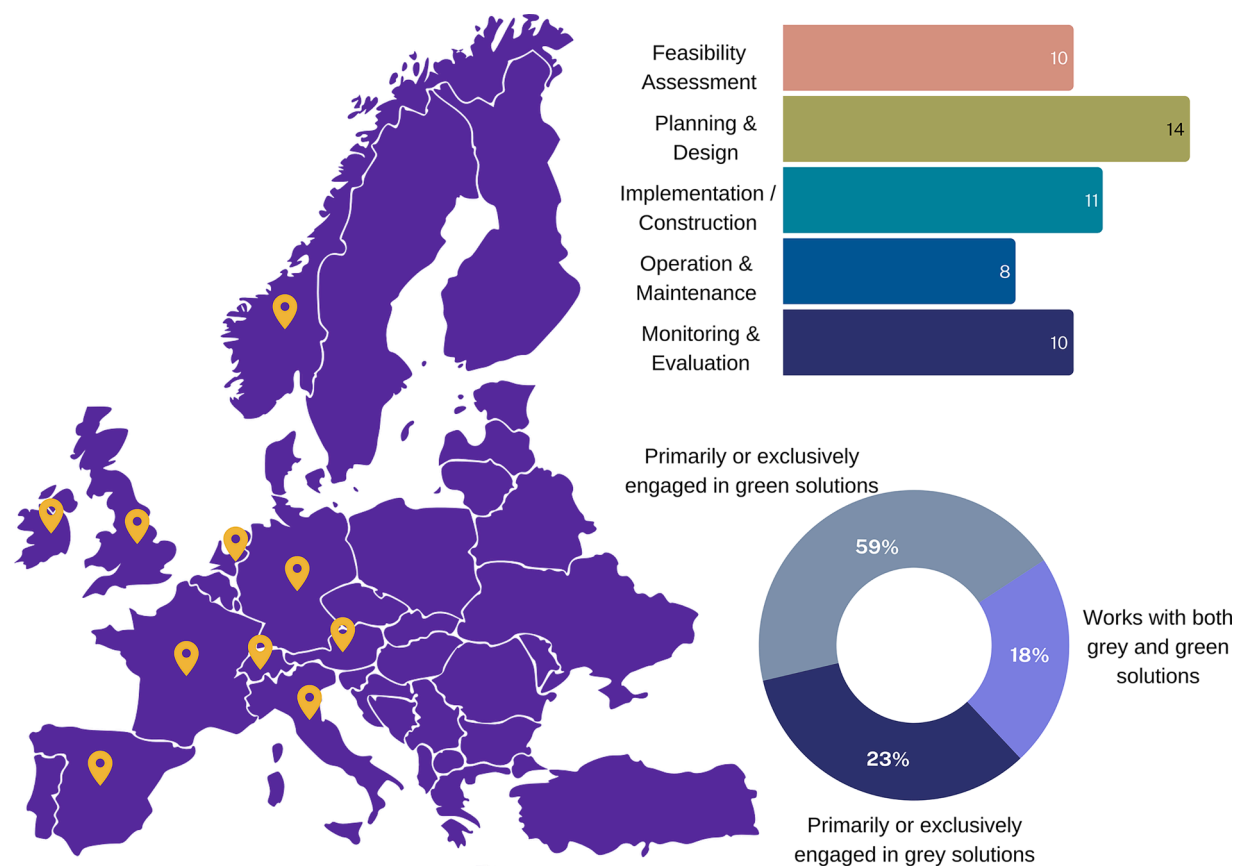 Feasibility
Assessment
10
Planning &
Design
14
Implementation /
Construction
11
Operation &
Maintenance
8
Monitoring &
Evaluation
10
Primarily or exclusively
engaged in green solutions
59%
Works with both
grey and green
solutions
18%
23%
Primarily or exclusively
engaged in grey solutions